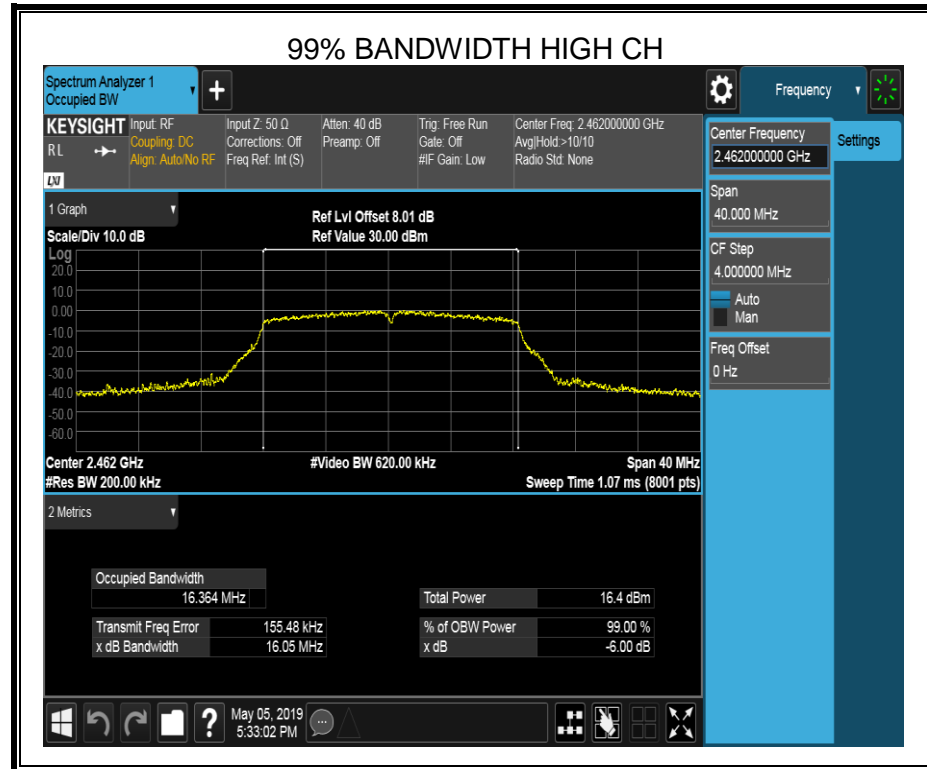 99% BANDWIDTH HIGH CH
Spectrum Analyzer 1
Occupied BW
+
Frequency
KEYSIGHT
RL
LXI
Input: RF
Coupling: DC
Align: Auto/No RF
Input Z: 50 Ω
Corrections: Off
Freq Ref: Int (S)
Atten: 40 dB
Preamp: Off
Trig: Free Run
Gate: Off
#IF Gain: Low
Center Freq: 2.462000000 GHz
Avg|Hold:>10/10
Radio Std: None
Center Frequency
2.462000000 GHz
Settings
Span
40.000 MHz
CF Step
4.000000 MHz
Auto
Man
Freq Offset
0 Hz
1 Graph
Scale/Div 10.0 dB
Ref Lvl Offset 8.01 dB
Ref Value 30.00 dBm
Log
20.0
10.0
0.00
-10.0
-20.0
-30.0
-40.0
-50.0
-60.0
Center 2.462 GHz
#Video BW 620.00 kHz
Span 40 MHz
#Res BW 200.00 kHz
Sweep Time 1.07 ms (8001 pts)
2 Metrics
Occupied Bandwidth
16.364 MHz
Total Power 16.4 dBm
Transmit Freq Error 155.48 kHz
% of OBW Power 99.00 %
x dB Bandwidth 16.05 MHz
x dB -6.00 dB
?
May 05, 2019
5:33:02 PM